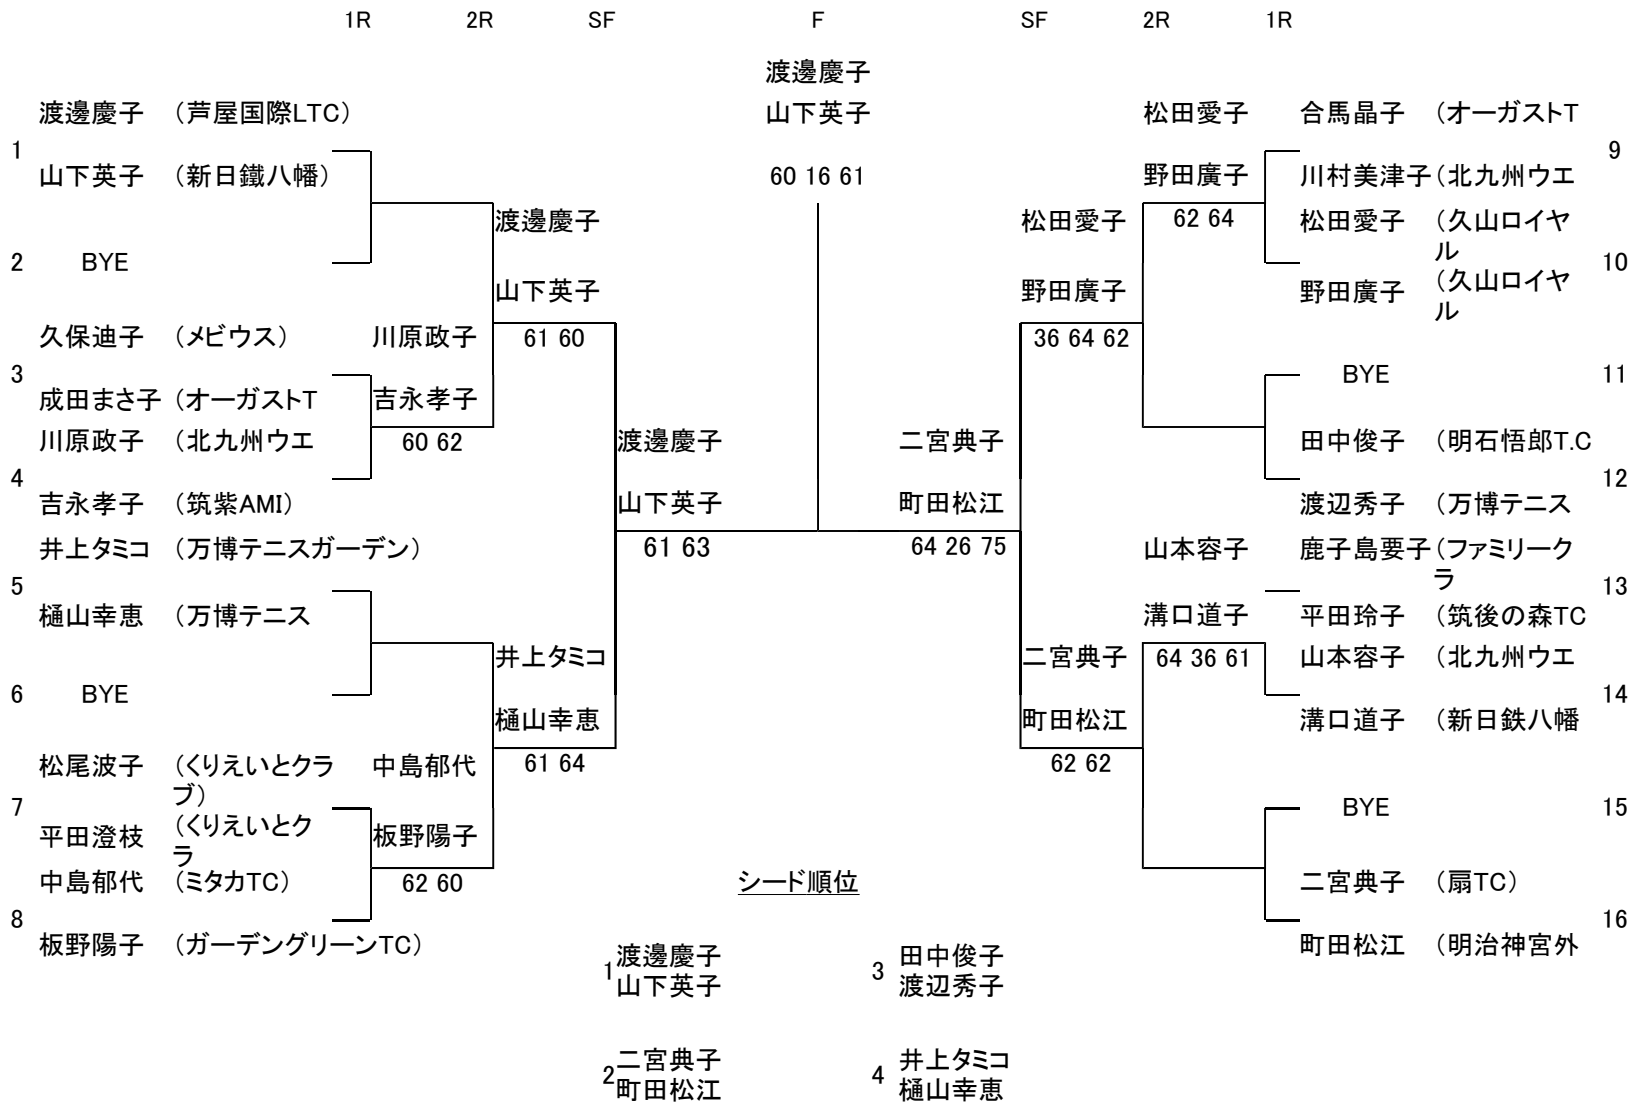 1R 2R SF F SF 2R 1R
渡邊慶子
渡邊慶子 （芦屋国際LTC） 山下英子 松田愛子 合馬晶子 （オーガストT
1 9
山下英子 （新日鐵八幡） 60 16 61 野田廣子 川村美津子 （北九州ウエ
渡邊慶子 松田愛子 62 64 松田愛子 （久山ロイヤ
ル
2 BYE 10
山下英子 野田廣子 野田廣子 （久山ロイヤ
ル
久保迪子 （メビウス） 川原政子 61 60 36 64 62
3 BYE 11
成田まさ子 （オーガストT 吉永孝子
川原政子 （北九州ウエ 60 62 渡邊慶子 二宮典子 田中俊子 （明石悟郎T.C
4 12
吉永孝子 （筑紫AMI） 山下英子 町田松江 渡辺秀子 （万博テニス
井上タミコ （万博テニスガーデン） 61 63 64 26 75 山本容子 鹿子島要子 （ファミリーク
ラ
5 13
樋山幸恵 （万博テニス 溝口道子 平田玲子 （筑後の森TC
井上タミコ 二宮典子 64 36 61 山本容子 （北九州ウエ
6 BYE 14
樋山幸恵 町田松江 溝口道子 （新日鉄八幡
松尾波子 （くりえいとクラ 中島郁代 61 64 62 62
ブ）
7 BYE 15
平田澄枝 （くりえいとク 板野陽子
ラ
中島郁代 （ミタカTC） 62 60 シード順位 二宮典子 （扇TC）
8 16
板野陽子 （ガーデングリーンTC） 町田松江 （明治神宮外
1 渡邊慶子 3 田中俊子
山下英子 渡辺秀子
2 二宮典子 4 井上タミコ
町田松江 樋山幸恵